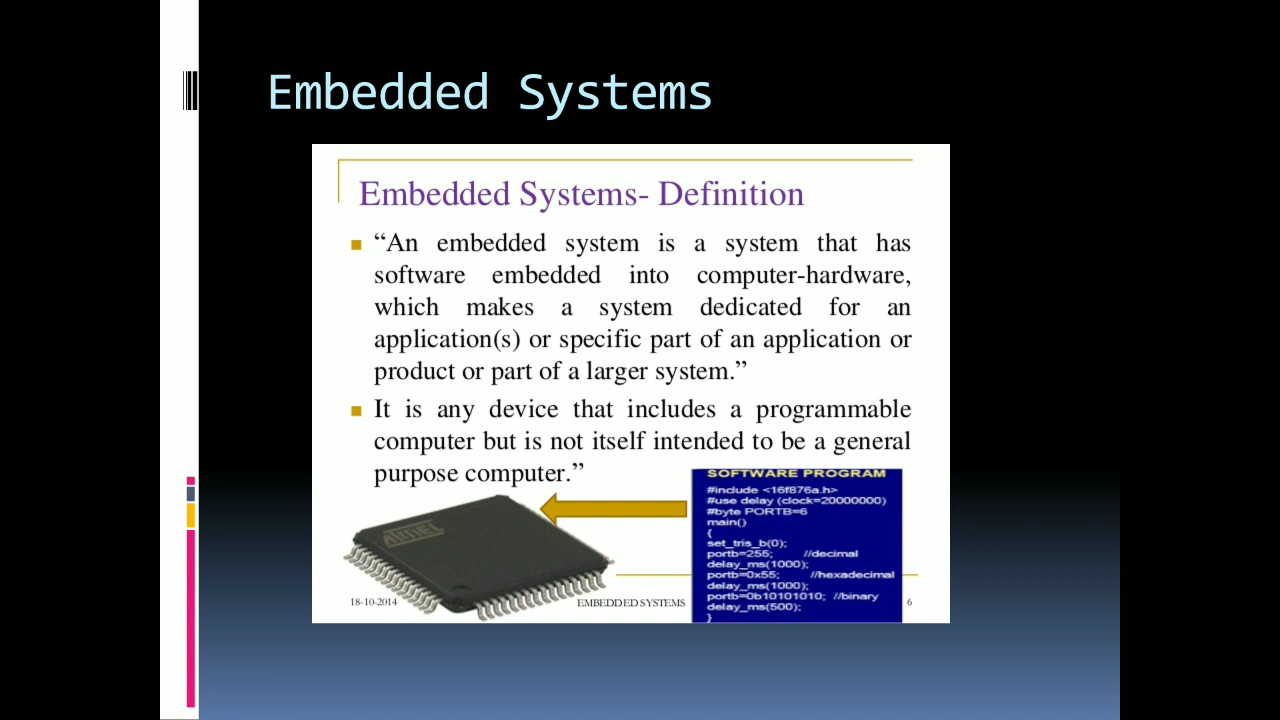 Embedded Systems
Embedded Systems- Definition
“An embedded system is a system that has
software embedded into computer-hardware,
which makes a system dedicated for an
application(s) or specific part of an application or
product or part of a larger system.”
It is any device that includes a programmable
computer but is not itself intended to be a general
purpose computer.”
ATMEL
SOFTWARE PROGRAM
#include <16f876a.h>
#use delay (clock=20000000)
#byte PORTB=6
main()
{
set_tris_b(0);
portb=255; //decimal
delay_ms(1000);
portb=0x55; //hexadecimal
delay_ms(1000);
portb=0b10101010; //binary
delay_ms(500);
}
18-10-2014 EMBEDDED SYSTEMS 6